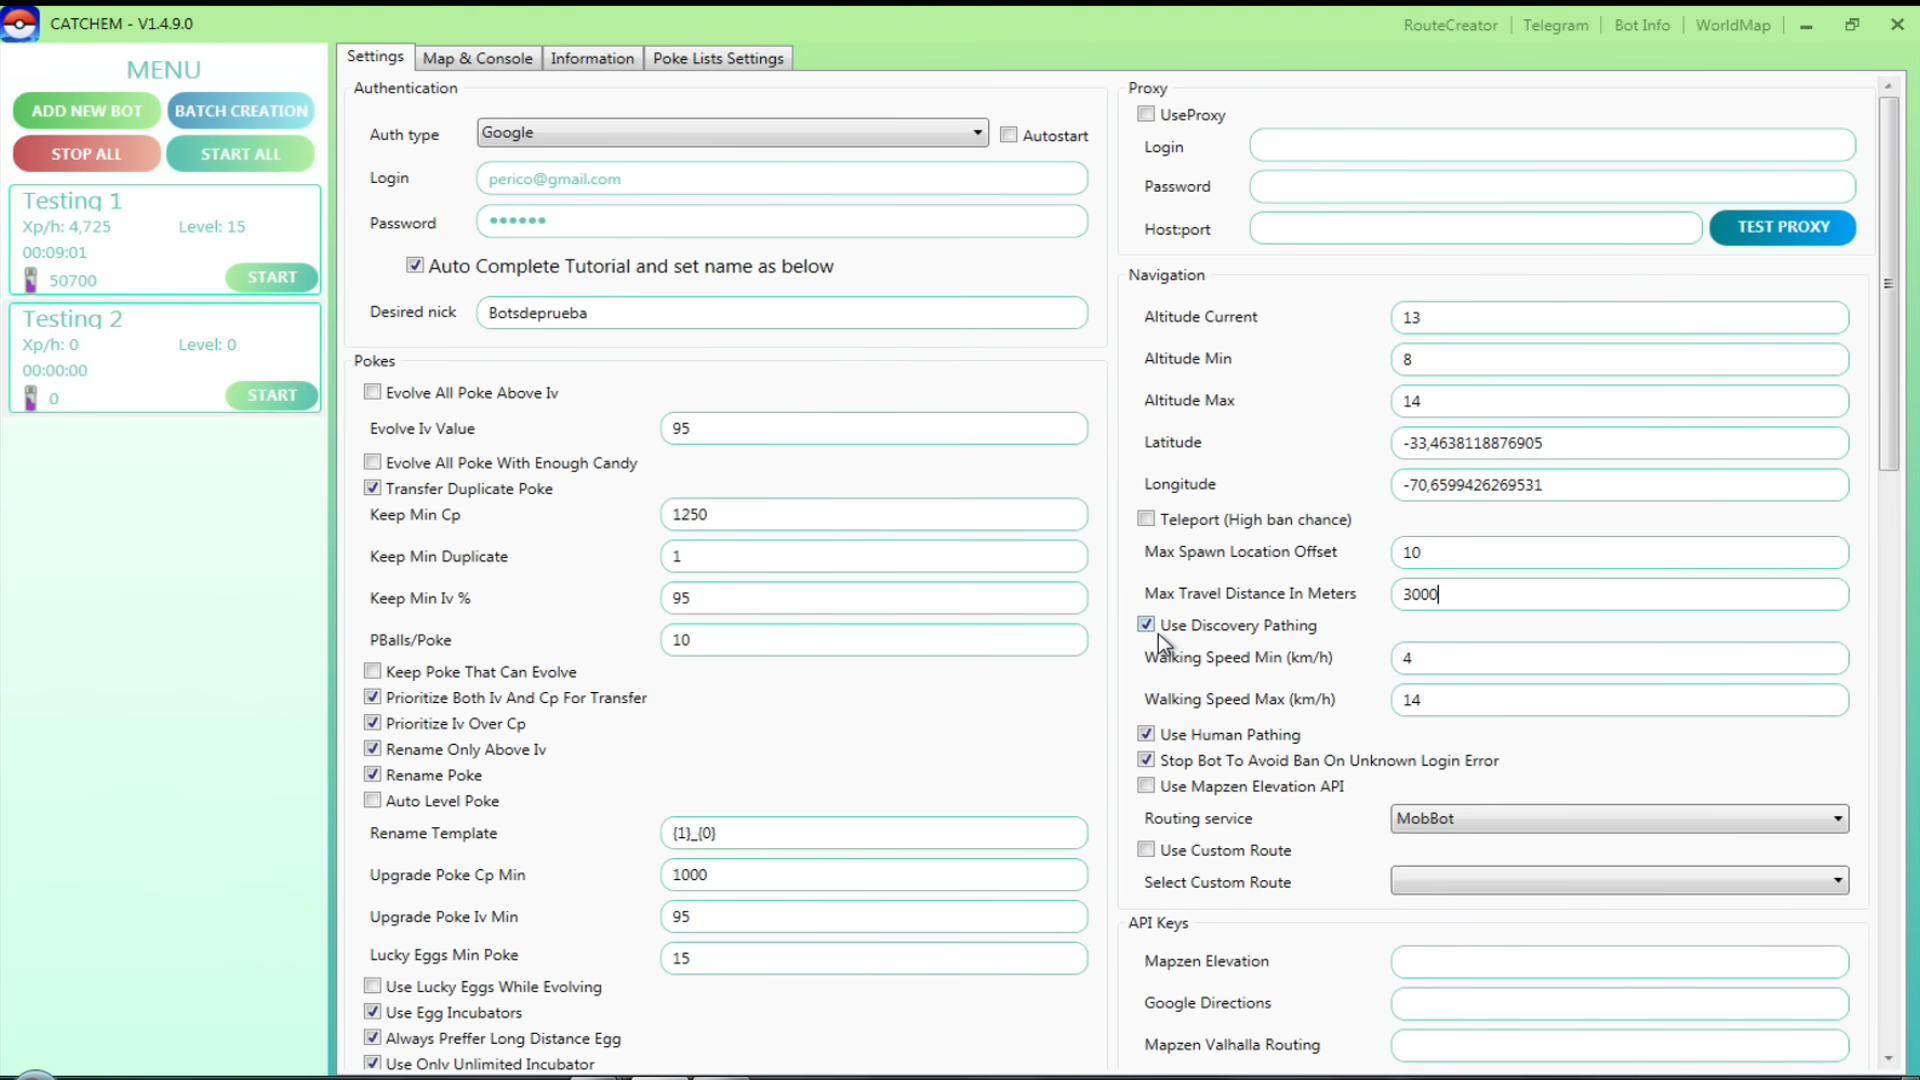 CATCHEM - V1.4.9.0
RouteCreator
Telegram
Bot Info
WorldMap
MENU
ADD NEW BOT
BATCH CREATION
STOP ALL
START ALL
Testing 1
Xp/h: 4,725
Level: 15
00:09:01
50700
START
Testing 2
Xp/h: 0
Level: 0
00:00:00
0
START
Settings
Map & Console
Information
Poke Lists Settings
Authentication
Auth type
Google
Autostart
Login
perico@gmail.com
Password
••••••
Auto Complete Tutorial and set name as below
Desired nick
Botsdeprueba
Pokes
Evolve All Poke Above Iv
Evolve Iv Value
95
Evolve All Poke With Enough Candy
Transfer Duplicate Poke
Keep Min Cp
1250
Keep Min Duplicate
1
Keep Min Iv %
95
PBalls/Poke
10
Keep Poke That Can Evolve
Prioritize Both Iv And Cp For Transfer
Prioritize Iv Over Cp
Rename Only Above Iv
Rename Poke
Auto Level Poke
Rename Template
{1}_{0}
Upgrade Poke Cp Min
1000
Upgrade Poke Iv Min
95
Lucky Eggs Min Poke
15
Use Lucky Eggs While Evolving
Use Egg Incubators
Always Preffer Long Distance Egg
Use Only Unlimited Incubator
Proxy
UseProxy
Login
Password
Host:port
TEST PROXY
Navigation
Altitude Current
13
Altitude Min
8
Altitude Max
14
Latitude
-33,4638118876905
Longitude
-70,6599426269531
Teleport (High ban chance)
Max Spawn Location Offset
10
Max Travel Distance In Meters
3000
Use Discovery Pathing
Walking Speed Min (km/h)
4
Walking Speed Max (km/h)
14
Use Human Pathing
Stop Bot To Avoid Ban On Unknown Login Error
Use Mapzen Elevation API
Routing service
MobBot
Use Custom Route
Select Custom Route
API Keys
Mapzen Elevation
Google Directions
Mapzen Valhalla Routing